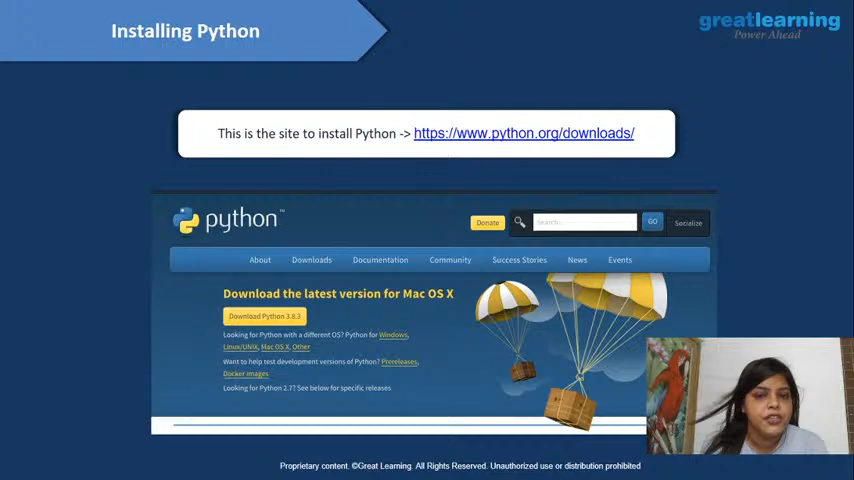 Installing Python
greatlearning
Power Ahead
This is the site to install Python -> https://www.python.org/downloads/
python™
Donate
Search...
GO
Socialize
About Downloads Documentation Community Success Stories News Events
Download the latest version for Mac OS X
Download Python 3.8.3
Looking for Python with a different OS? Python for Windows,
Linux/UNIX, Mac OS X, Other
Want to help test development versions of Python? Prereleases,
Docker images
Looking for Python 2.7? See below for specific releases
Proprietary content. ©Great Learning. All Rights Reserved. Unauthorized use or distribution prohibited